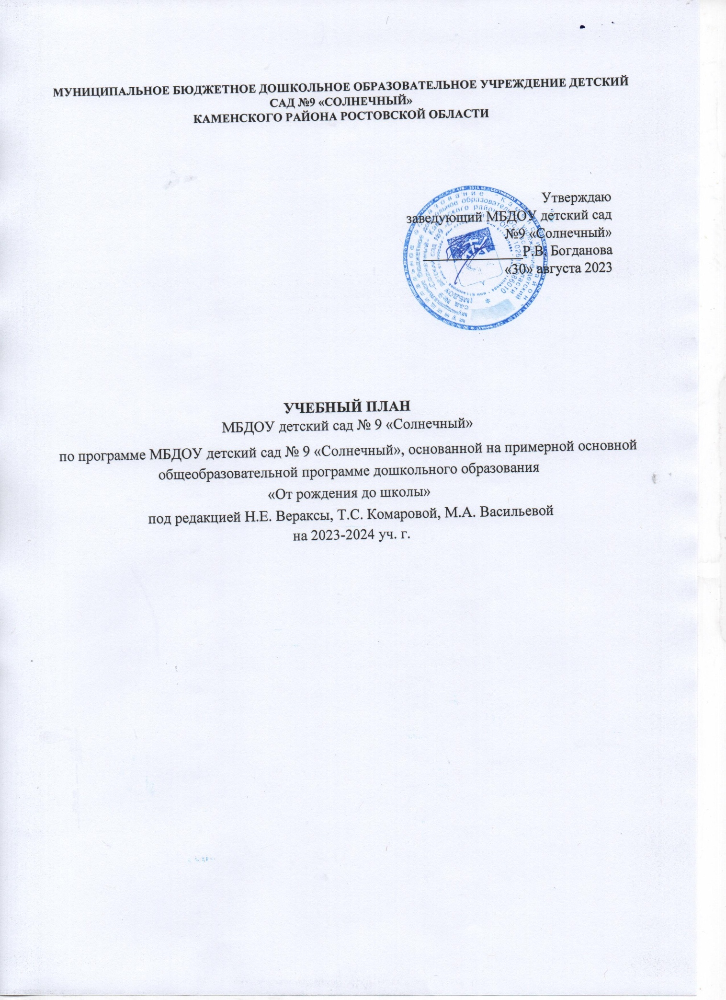 МУНИЦИПАЛЬНОЕ БЮДЖЕТНОЕ ДОШКОЛЬНОЕ ОБРАЗОВАТЕЛЬНОЕ УЧРЕЖДЕНИЕ ДЕТСКИЙ
САД №9 «СОЛНЕЧНЫЙ»
КАМЕНСКОГО РАЙОНА РОСТОВСКОЙ ОБЛАСТИ
Утверждаю
заведующий МБДОУ детский сад
№9 «Солнечный»
Р.В. Богданова
«30» августа 2023
УЧЕБНЫЙ ПЛАН
МБДОУ детский сад № 9 «Солнечный»
по программе МБДОУ детский сад № 9 «Солнечный», основанной на примерной основной
общеобразовательной программе дошкольного образования
«От рождения до школы»
под редакцией Н.Е. Вераксы, Т.С. Комаровой, М.А. Васильевой
на 2023-2024 уч. г.